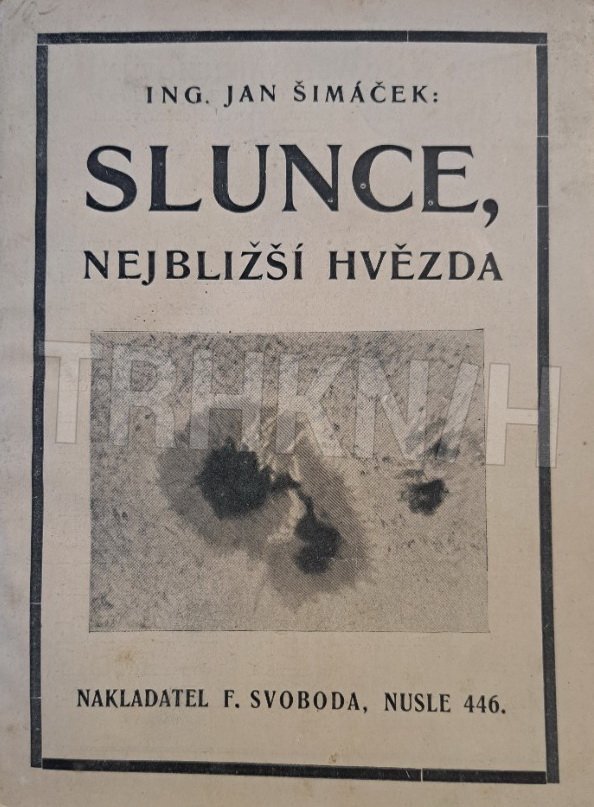 ING. JAN ŠIMÁČEK:
SLUNCE,
NEJBLIŽŠÍ HVĚZDA
TRHKNIH
NAKLADATEL F. SVOBODA, NUSLE 446.